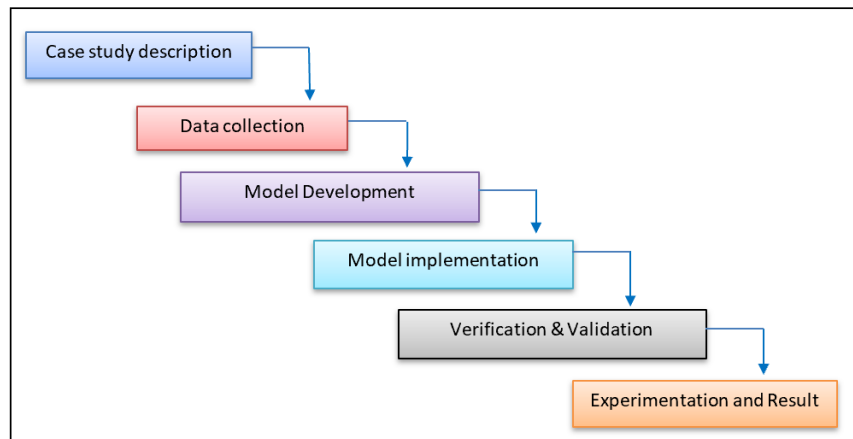 Case study description
Data collection
Model Development
Model implementation
Verification & Validation
Experimentation and Result